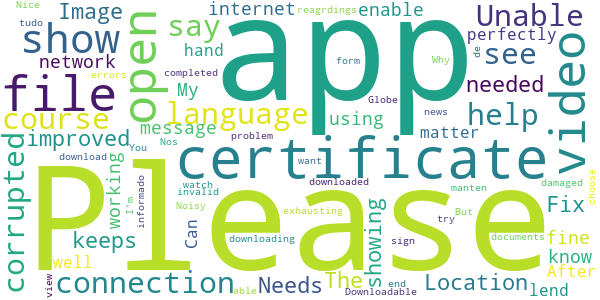 Nice
reagrdings
Why
tudo
Image
internet
enable
Unable
open
say
app
show
hand
de
perfectly
see
errors
network
completed
form
video
file
My
needed
Globe
news
course
language
help
message
using
Nos
improved
You
problem
matter
certificate
corrupted
download
want
downloaded
working
I'm
informado
Please
watch
invalid
Can
showing
manten
damaged
choose
Noisy
exhausting
But
Fix
try
keeps
downloading
sign
documents
fine
well
The
know
After
view
connection
able
Needs
end
Downloadable
Location
lend